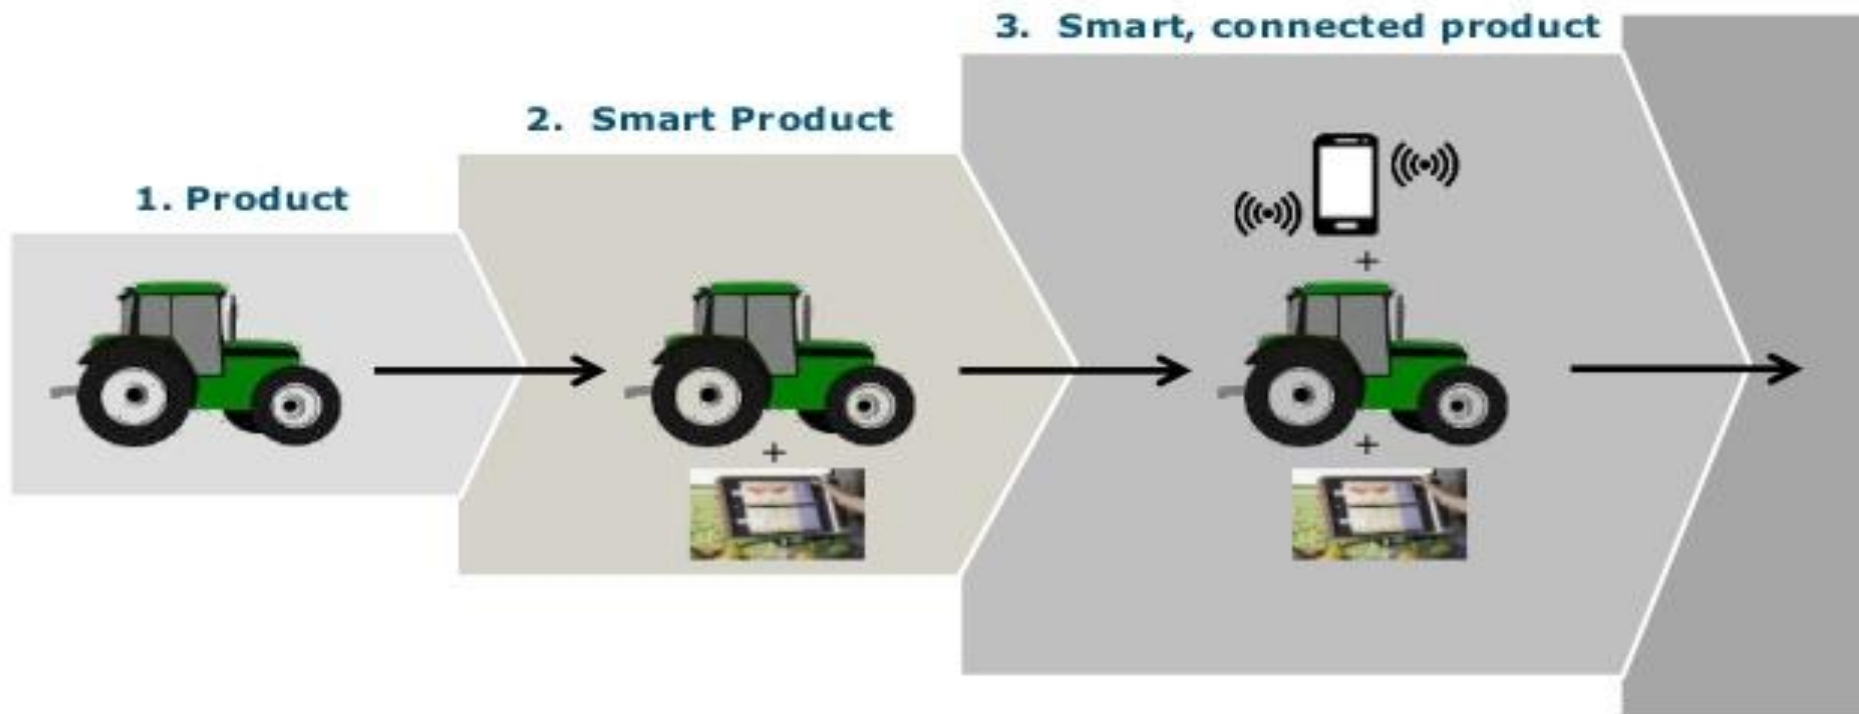 1. Product
2. Smart Product
3. Smart, connected product
+
+
+